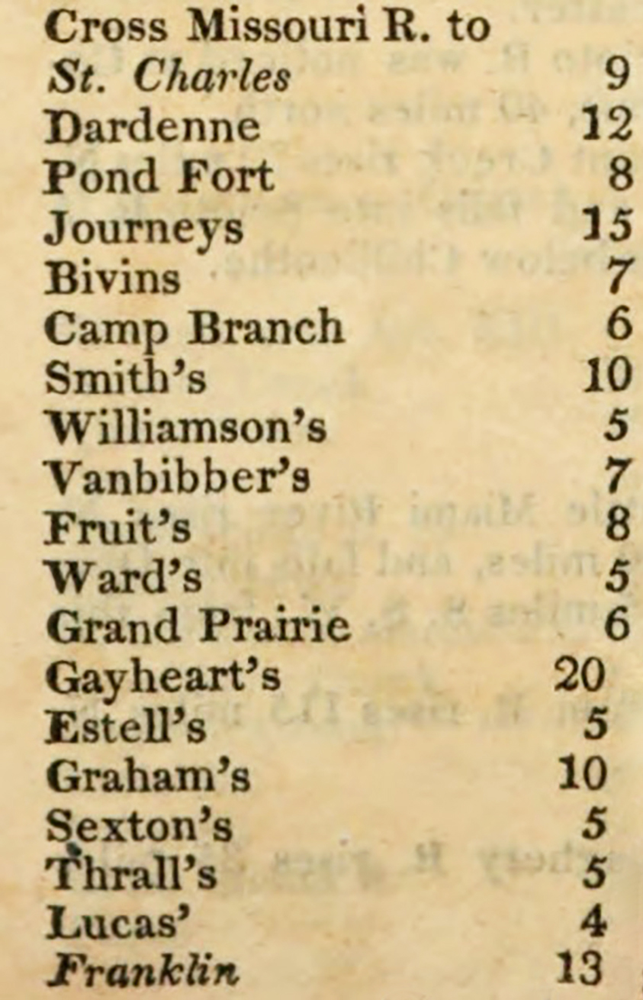 Cross Missouri R. to
St. Charles 9
Dardenne 12
Pond Fort 8
Journeys 15
Bivins 7
Camp Branch 6
Smith's 10
Williamson's 5
Vanbibber's 7
Fruit's 8
Ward's 5
Grand Prairie 6
Gayheart's 20
Estell's 5
Graham's 10
Sexton's 5
Thrall's 5
Lucas' 4
Franklin 13